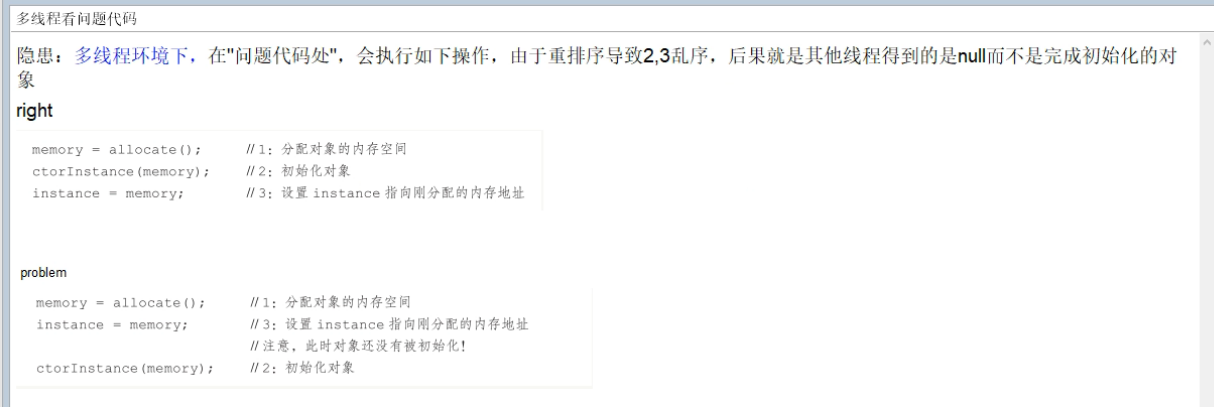 多线程看问题代码
隐患：多线程环境下，在"问题代码处"，会执行如下操作，由于重排序导致2,3乱序，后果就是其他线程得到的是null而不是完成初始化的对
象
right
memory = allocate(); //1：分配对象的内存空间
ctorInstance(memory); //2：初始化对象
instance = memory; //3：设置 instance 指向刚分配的内存地址
problem
memory = allocate(); //1：分配对象的内存空间
instance = memory; //3：设置 instance 指向刚分配的内存地址
//注意，此时对象还没有被初始化！
ctorInstance(memory); //2：初始化对象